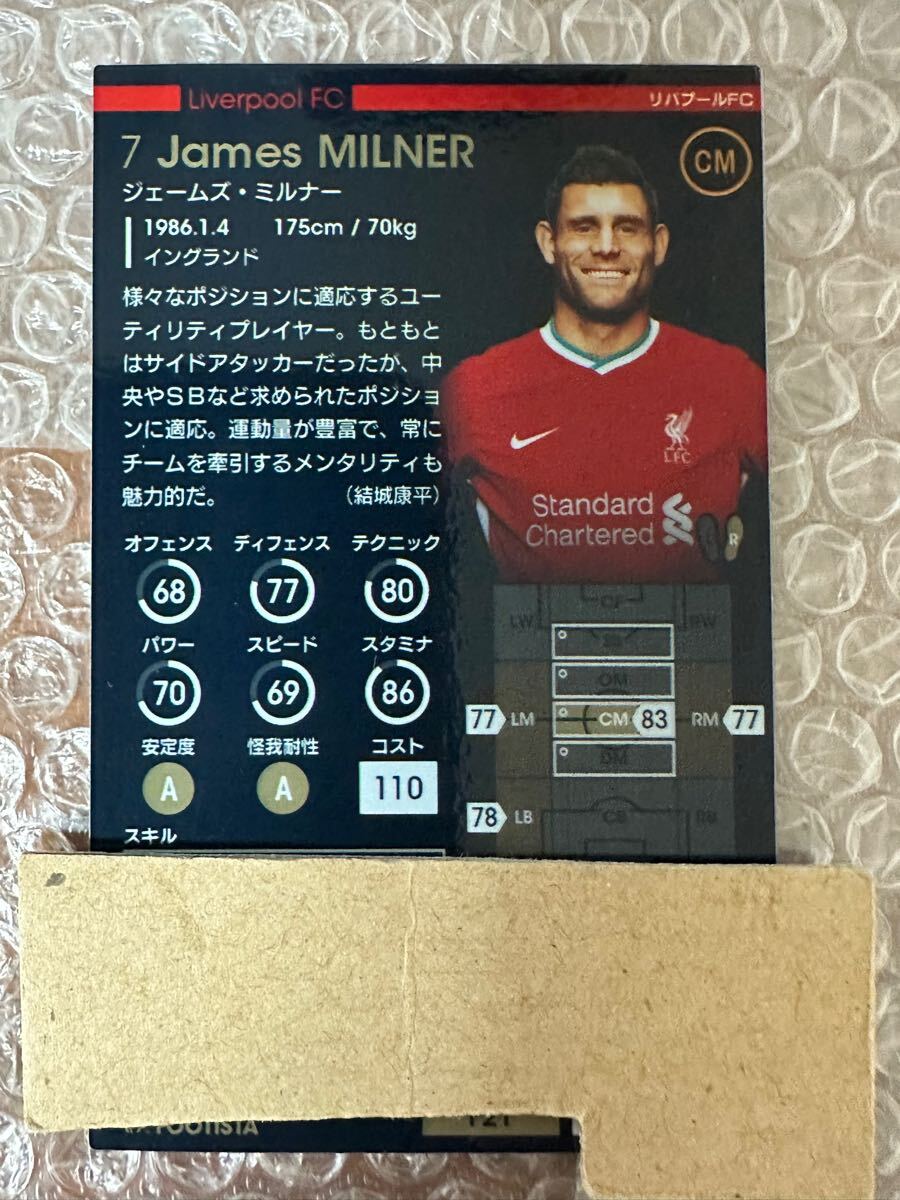 Liverpool FC
リバプールFC
7 James MILNER
CM
ジェームズ・ミルナー
1986.1.4 175cm / 70kg
イングランド
様々なポジションに適応するユー
ティリティプレイヤー。もともと
はサイドアタッカーだったが、中
央やSBなど求められたポジショ
ンに適応。運動量が豊富で、常に
チームを牽引するメンタリティも
魅力的だ。 （結城康平）
LFC
Standard
Chartered
R
オフェンス ディフェンス テクニック
68 77 80
パワー スピード スタミナ
70 69 86
安定度 怪我耐性 コスト
A A 110
スキル
CF
LW RW
SS
OM
77 LM CM 83 RM 77
DM
78 LB CB RB
FOOTISTA